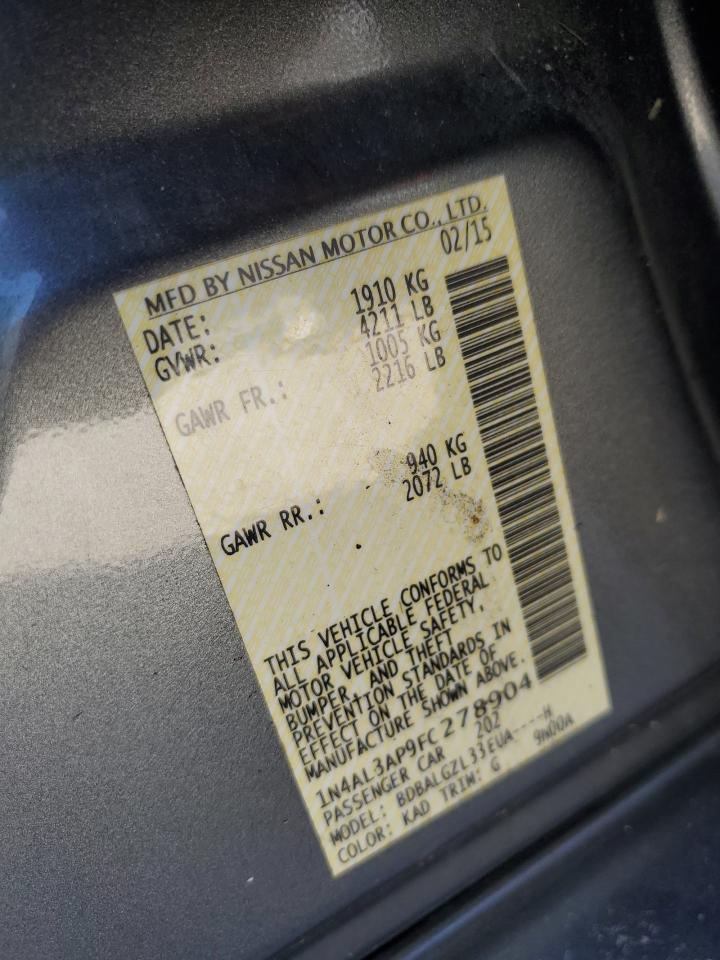 MFD BY NISSAN MOTOR CO., LTD.
DATE: 02/15
GVWR: 1910 KG
4211 LB
GAWR FR.: 1005 KG
2216 LB
GAWR RR.: 940 KG
2072 LB
THIS VEHICLE CONFORMS TO
ALL APPLICABLE FEDERAL
MOTOR VEHICLE SAFETY,
BUMPER, AND THEFT
PREVENTION STANDARDS IN
EFFECT ON THE DATE OF
MANUFACTURE SHOWN ABOVE.
1N4AL3AP9FC278904
PASSENGER CAR 202
MODEL: BDBALGZL33EUA----H
COLOR: KAD TRIM: G 9N00A